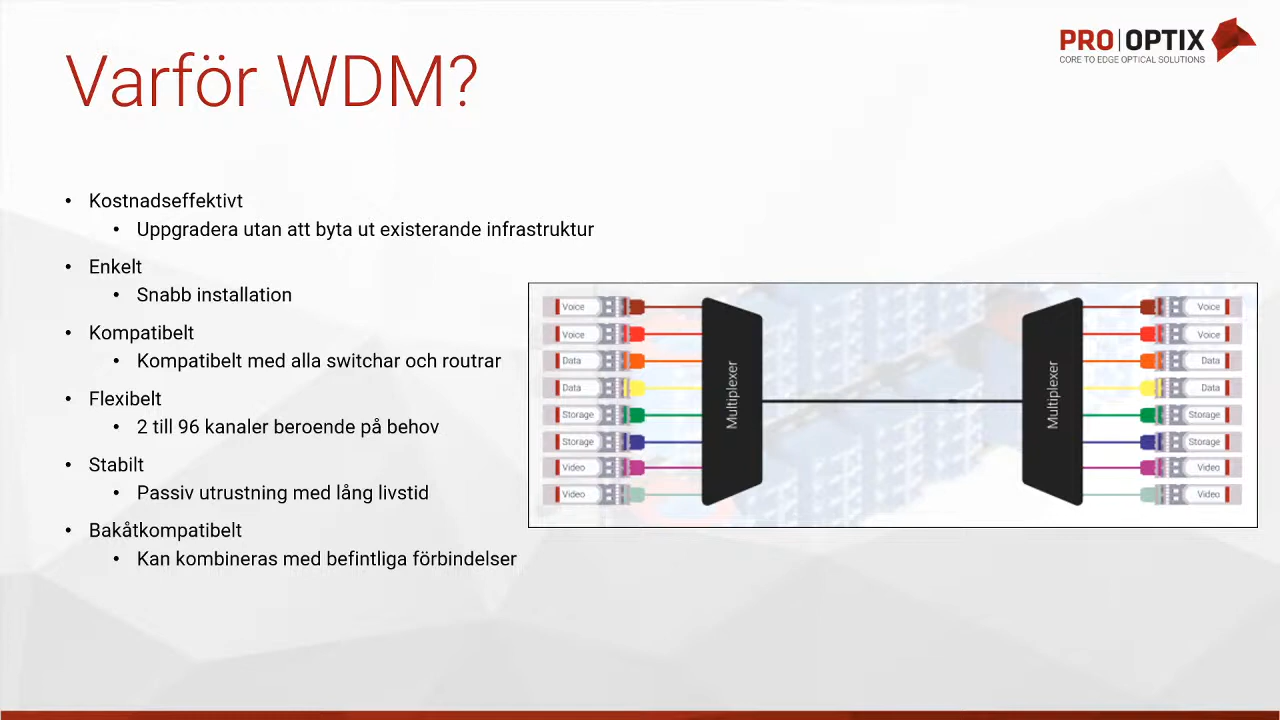 PRO OPTIX
CORE TO EDGE OPTICAL SOLUTIONS
Varför WDM?
• Kostnadseffektivt
• Uppgradera utan att byta ut existerande infrastruktur
• Enkelt
• Snabb installation
• Kompatibelt
• Kompatibelt med alla switchar och routrar
• Flexibelt
• 2 till 96 kanaler beroende på behov
• Stabilt
• Passiv utrustning med lång livstid
• Bakåtkompatibelt
• Kan kombineras med befintliga förbindelser
Voice
Voice
Data
Data
Storage
Storage
Video
Video
Multiplexer
Multiplexer
Voice
Voice
Data
Data
Storage
Storage
Video
Video